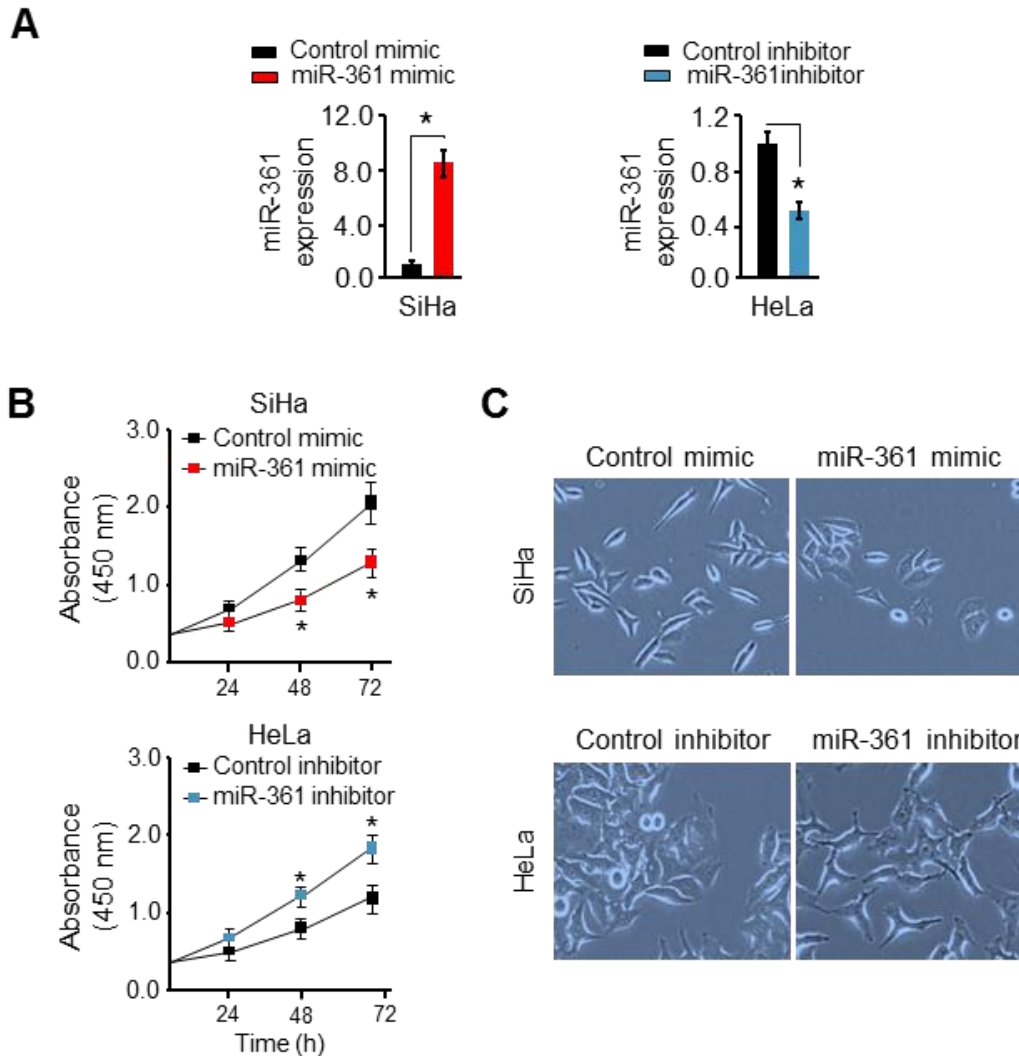 A
Control mimic
miR-361 mimic
12.0
8.0
4.0
0.0
miR-361
expression
*
SiHa
Control inhibitor
miR-361inhibitor
1.2
0.8
0.4
0.0
miR-361
expression
*
HeLa
B
SiHa
3.0
2.0
1.0
0.0
Absorbance
(450 nm)
Control mimic
miR-361 mimic
*
*
24
48
72
HeLa
3.0
2.0
1.0
0.0
Absorbance
(450 nm)
Control inhibitor
miR-361 inhibitor
*
*
24
48
72
Time (h)
C
Control mimic
miR-361 mimic
SiHa
Control inhibitor
miR-361 inhibitor
HeLa